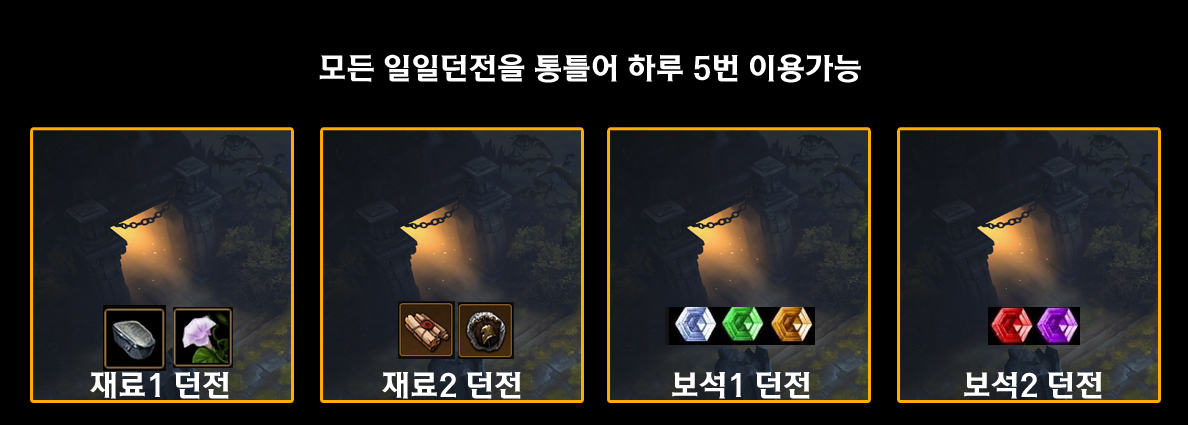 모든 일일던전을 통틀어 하루 5번 이용가능
재료1 던전
재료2 던전
보석1 던전
보석2 던전